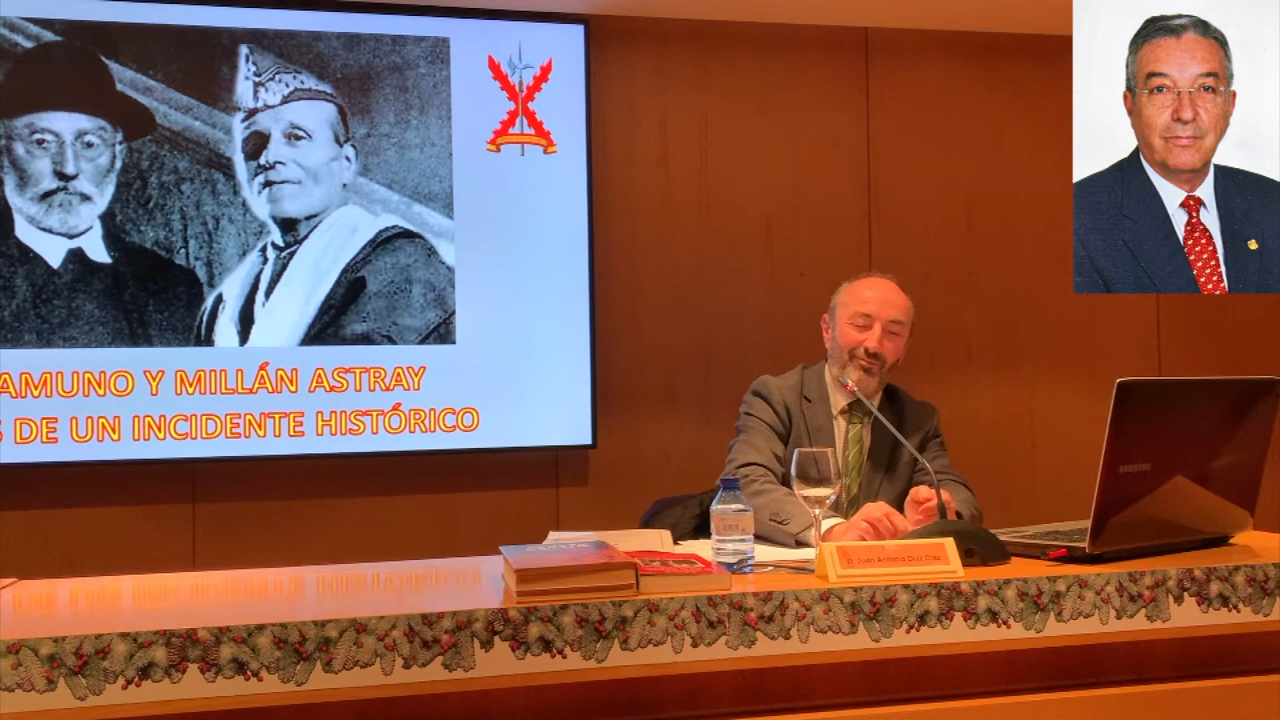 AMUNO Y MILLÁN ASTRAY
S DE UN INCIDENTE HISTÓRICO
SAMSUNG
D. Juan Antonio Díaz Díaz